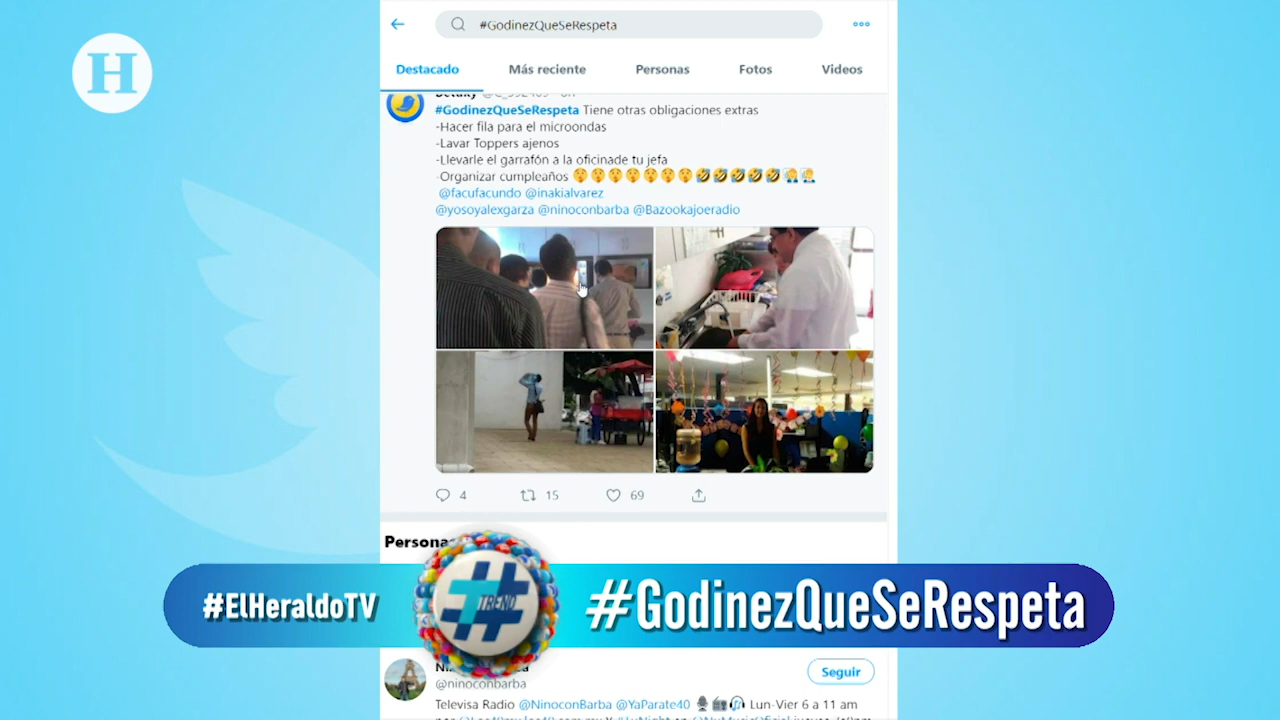 H
#GodinezQueSeRespeta
Destacado Más reciente Personas Fotos Videos
#GodinezQueSeRespeta Tiene otras obligaciones extras
-Hacer fila para el microondas
-Lavar Toppers ajenos
-Llevarle el garrafón a la oficinade tu jefa
-Organizar cumpleaños 🤫🤫🤫🤫🤫🤫🤫🤣🤣🤣🤣🤣
@facufacundo @inakialvarez
@yosoyalexgarza @ninoconbarba @Bazookajoeradio
4 15 69
#ElHeraldoTV
TREND
#GodinezQueSeRespeta
Seguir
@ninoconbarba
Televisa Radio @NinoconBarba @YaParate40 🎙📻🎧 Lun-Vier 6 a 11 am